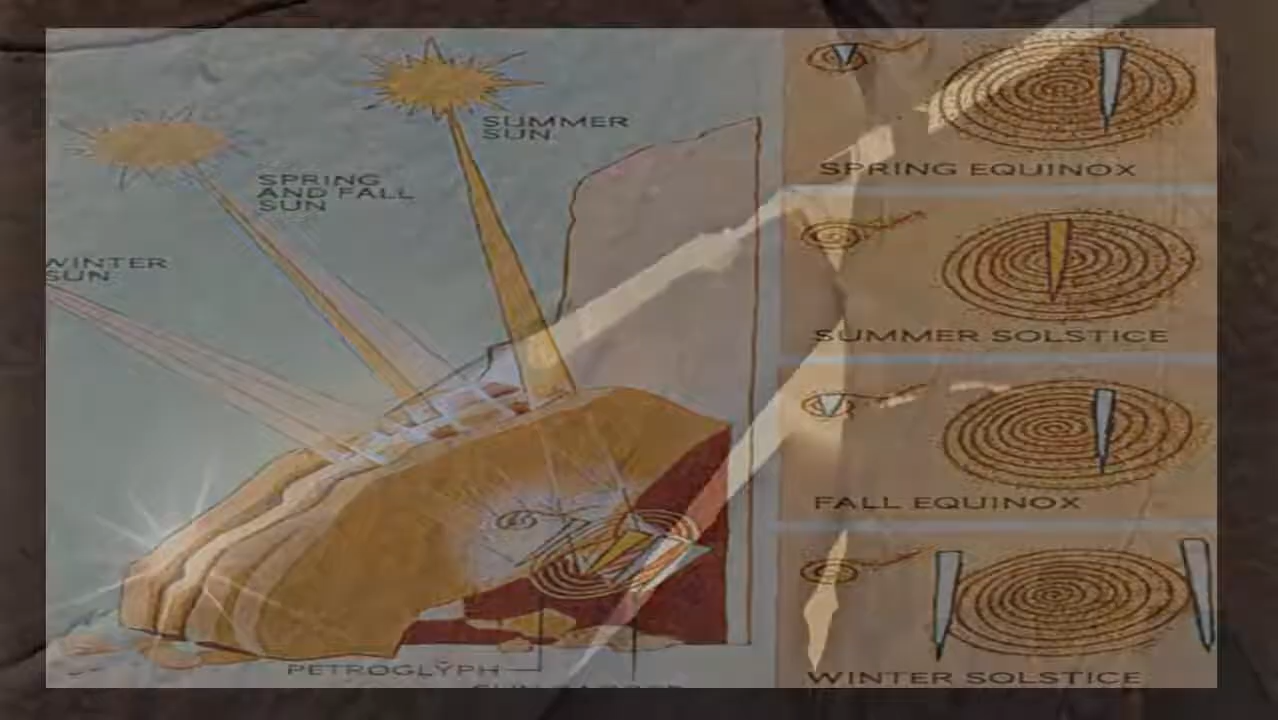 SUMMER
SUN
SPRING
AND FALL
SUN
WINTER
SUN
PETROGLYPH
SPRING EQUINOX
SUMMER SOLSTICE
FALL EQUINOX
WINTER SOLSTICE